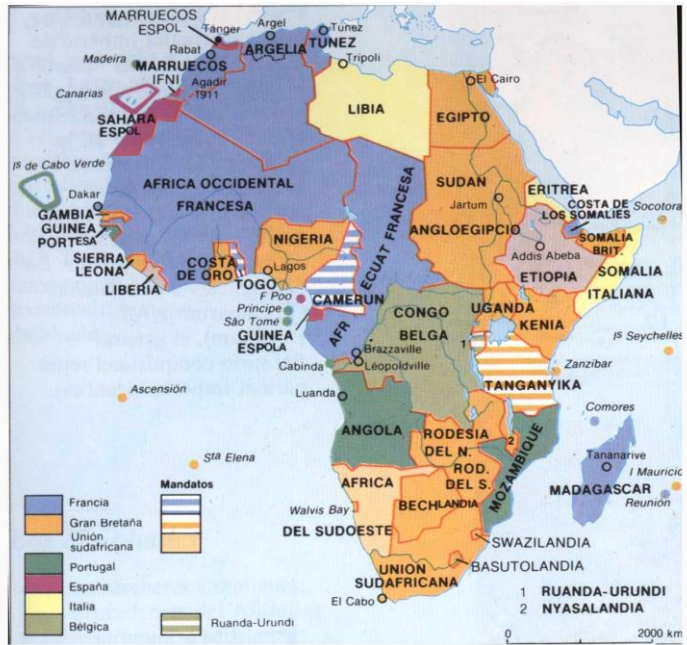 MARRUECOS
ESPOL
Tánger
Argel
Túnez
Rabat
ARGELIA
TUNEZ
Madeira
MARRUECOS
IFNI
Trípoli
Agadir
1911
El Cairo
Canarias
SAHARA
ESPOL
LIBIA
EGIPTO
Is de Cabo Verde
AFRICA OCCIDENTAL
FRANCESA
SUDAN
Jartum
ANGLOEGIPCIO
ERITREA
COSTA DE
LOS SOMALIES
Socotora
Dakar
GAMBIA
GUINEA
PORTESA
SIERRA
LEONA
LIBERIA
COSTA
DE ORO
TOGO
NIGERIA
Lagos
AFR ECUAT FRANCESA
Addis Abeba
ETIOPIA
SOMALIA
BRIT.
SOMALIA
ITALIANA
F Poo
Principe
São Tomé
CAMERUN
GUINEA
ESPOLA
CONGO
BELGA
UGANDA
KENIA
1
Is Seychelles
Brazzaville
Léopoldville
Cabinda
Zanzibar
TANGANYIKA
Ascensión
Luanda
ANGOLA
RODESIA
DEL N.
2
ROD.
DEL S.
MOZAMBIQUE
Comores
Tananarive
MADAGASCAR
I Mauricio
Reunión
Sta Elena
AFRICA
DEL SUDOESTE
Walvis Bay
BECHLANDIA
SWAZILANDIA
BASUTOLANDIA
UNION
SUDAFRICANA
El Cabo
Mandatos
Francia
Gran Bretaña
Unión
sudafricana
Portugal
España
Italia
Bélgica
Ruanda-Urundi
1 RUANDA-URUNDI
2 NYASALANDIA
0
2000 km